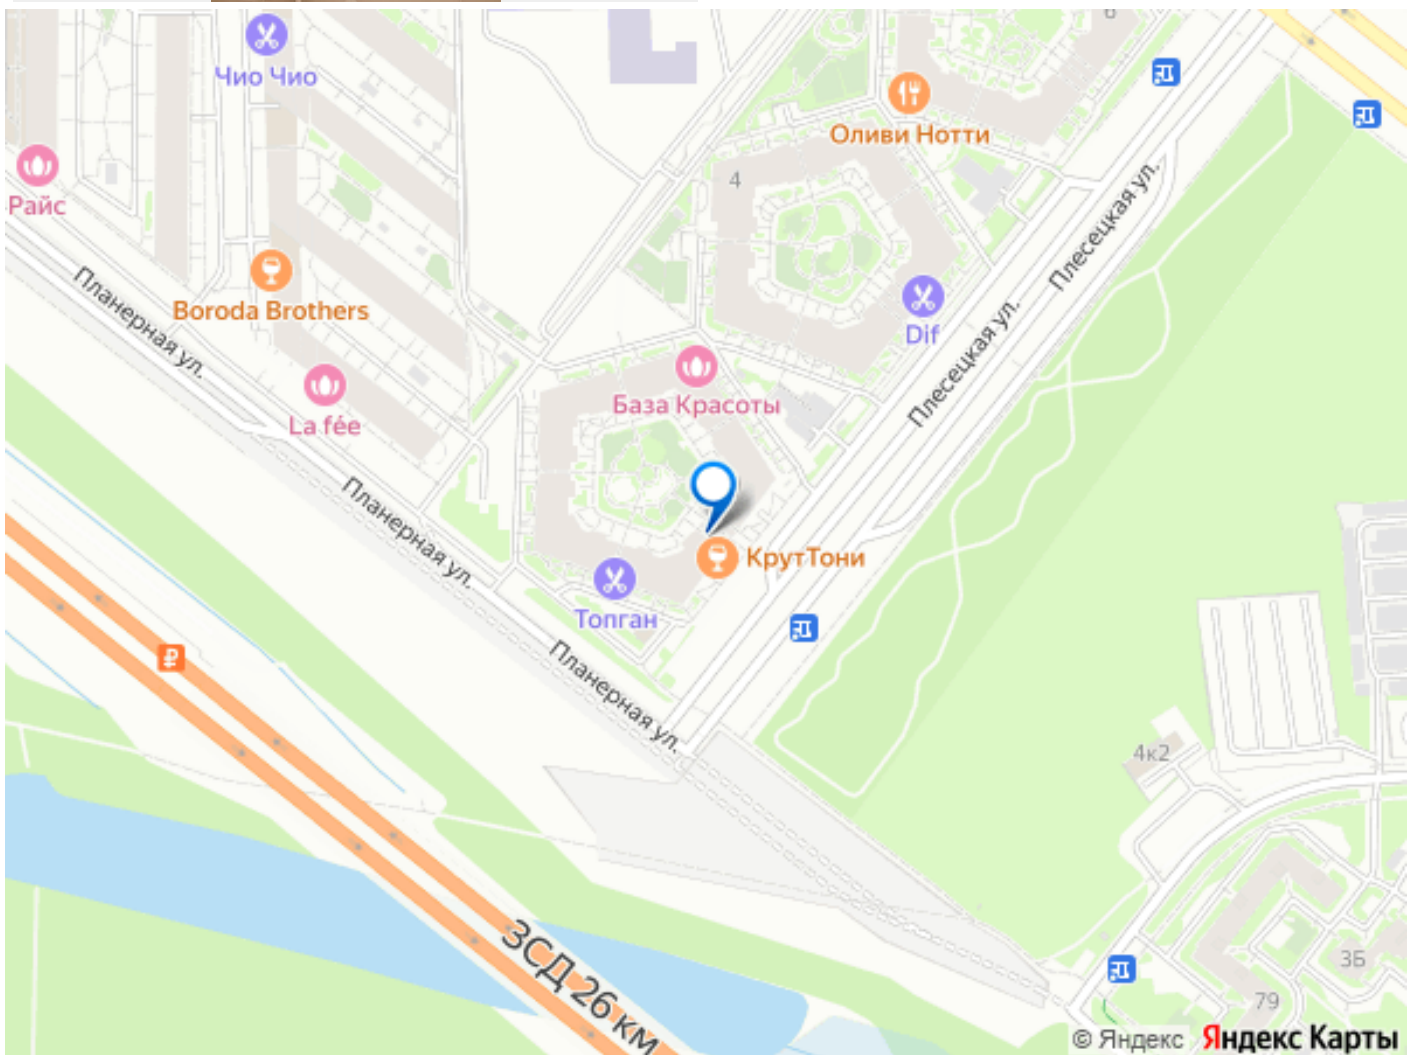 6
Чио Чио
Оливи Нотти
Райс
4
Плесецкая ул.
Планерная ул.
Boroda Brothers
Dif
Плесецкая ул.
База Красоты
La fée
Планерная ул.
КрутТони
Топган
₽
Планерная ул.
4к2
ЗСД 26 км
3Б
79
© Яндекс Яндекс Карты